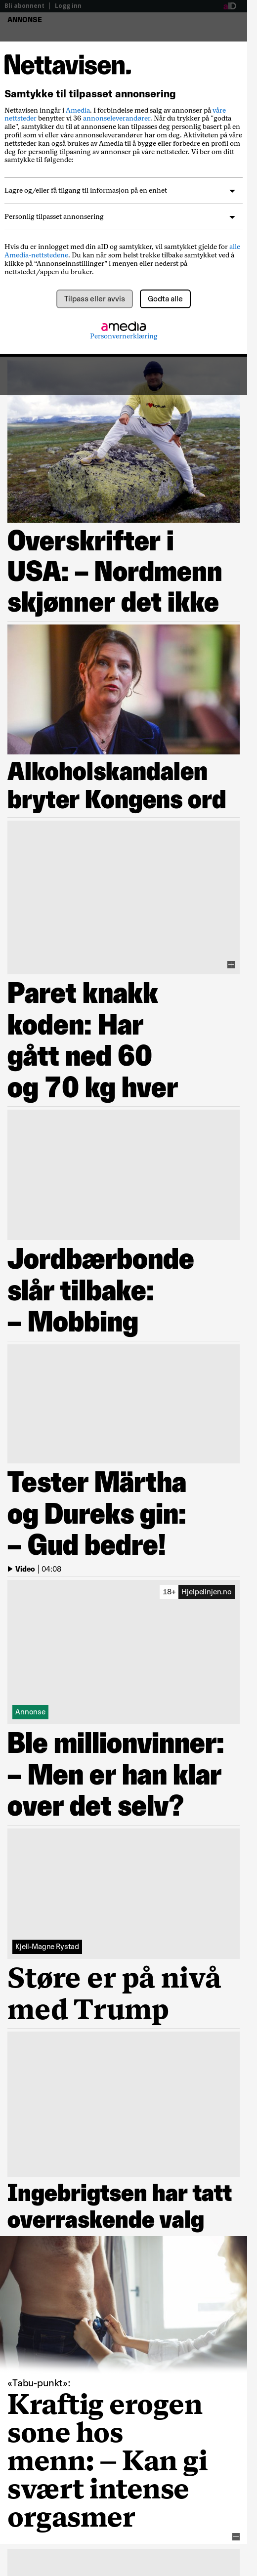 Bli abonnent | Logg inn
aID
ANNONSE
Nettavisen.
Samtykke til tilpasset annonsering
Nettavisen inngår i Amedia. I forbindelse med salg av annonser på våre
nettsteder benytter vi 36 annonseleverandører. Når du trykker på "godta
alle", samtykker du til at annonsene kan tilpasses deg personlig basert på en
profil nettstedene våre og annonsørene våre har om deg. Aktiviteten på våre
nettsteder kan også brukes av Amedia til å bygge eller forbedre en profil om
deg for personlig tilpasning av annonser på våre nettsteder. Vi ber om ditt
samtykke til følgende:
Lagre og/eller få tilgang til informasjon på en enhet
Personlig tilpasset annonsering
Hvis du er innlogget med din aID og samtykker, vil samtykket gjelde for alle
Amedia-nettstedene. Du kan når som helst trekke tilbake samtykket ved å
klikke på “Annonseinnstillinger” i menyen eller nederst på
nettstedet/appen du bruker.
Tilpass eller avvis
Godta alle
amedia
Personvernerklæring
Overskrifter i
USA: – Nordmenn
skjønner det ikke
Alkoholskandalen
bryter Kongens ord
Paret knakk
koden: Har
gått ned 60
og 70 kg hver
Jordbærbonde
slår tilbake:
– Mobbing
Tester Märtha
og Dureks gin:
– Gud bedre!
Video | 04:08
18+ Hjelpelinjen.no
Annonse
Ble millionvinner:
– Men er han klar
over det selv?
Kjell-Magne Rystad
Støre er på nivå
med Trump
Ingebrigtsen har tatt
overraskende valg
«Tabu-punkt»:
Kraftig erogen
sone hos
menn: – Kan gi
svært intense
orgasmer